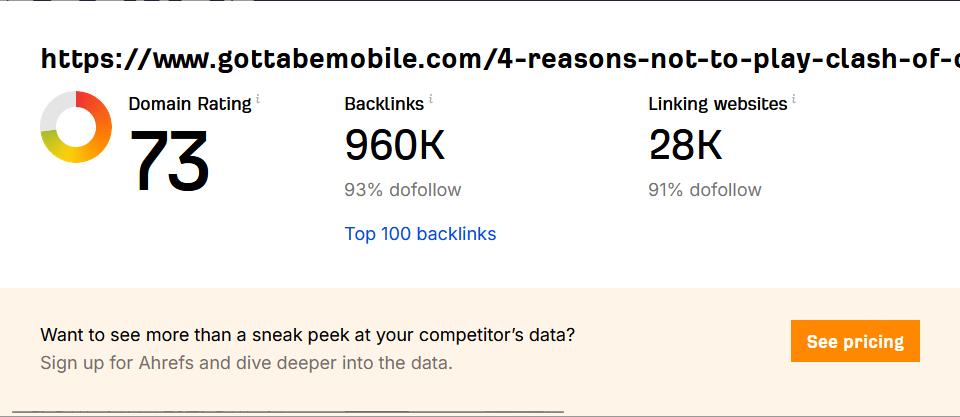 https://www.gottabemobile.com/4-reasons-not-to-play-clash-of-
Domain Rating i
73
Backlinks i
960K
93% dofollow
Top 100 backlinks
Linking websites i
28K
91% dofollow
Want to see more than a sneak peek at your competitor’s data?
Sign up for Ahrefs and dive deeper into the data.
See pricing